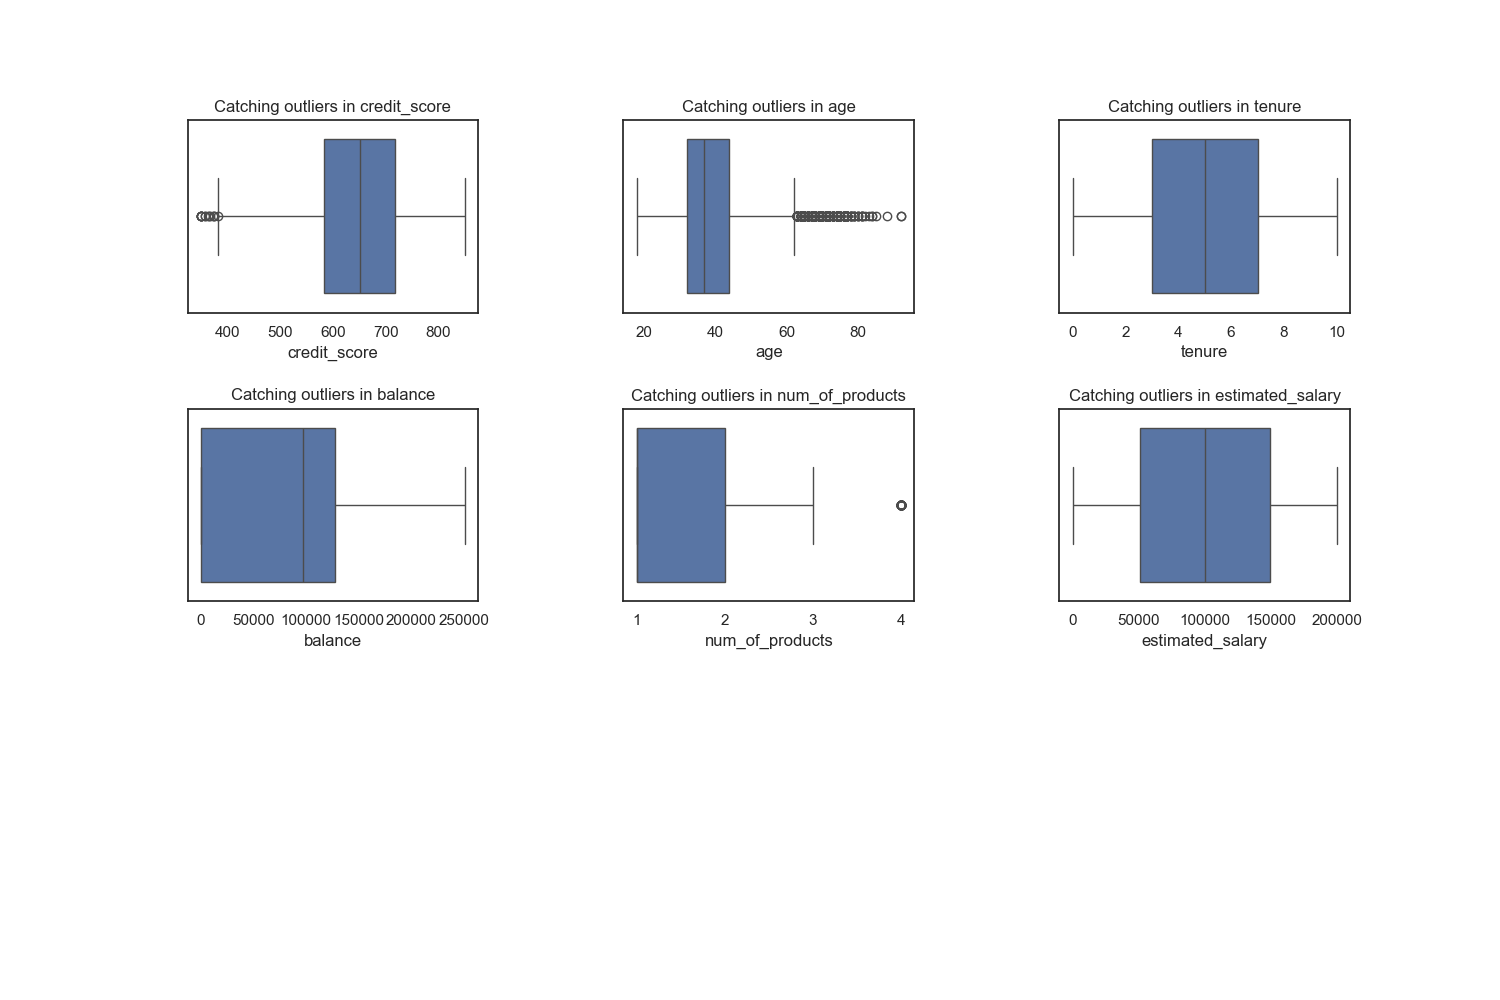 Catching outliers in credit_score
400 500 600 700 800
credit_score
Catching outliers in age
20 40 60 80
age
Catching outliers in tenure
0 2 4 6 8 10
tenure
Catching outliers in balance
0 50000 100000 150000 200000 250000
balance
Catching outliers in num_of_products
1 2 3 4
num_of_products
Catching outliers in estimated_salary
0 50000 100000 150000 200000
estimated_salary